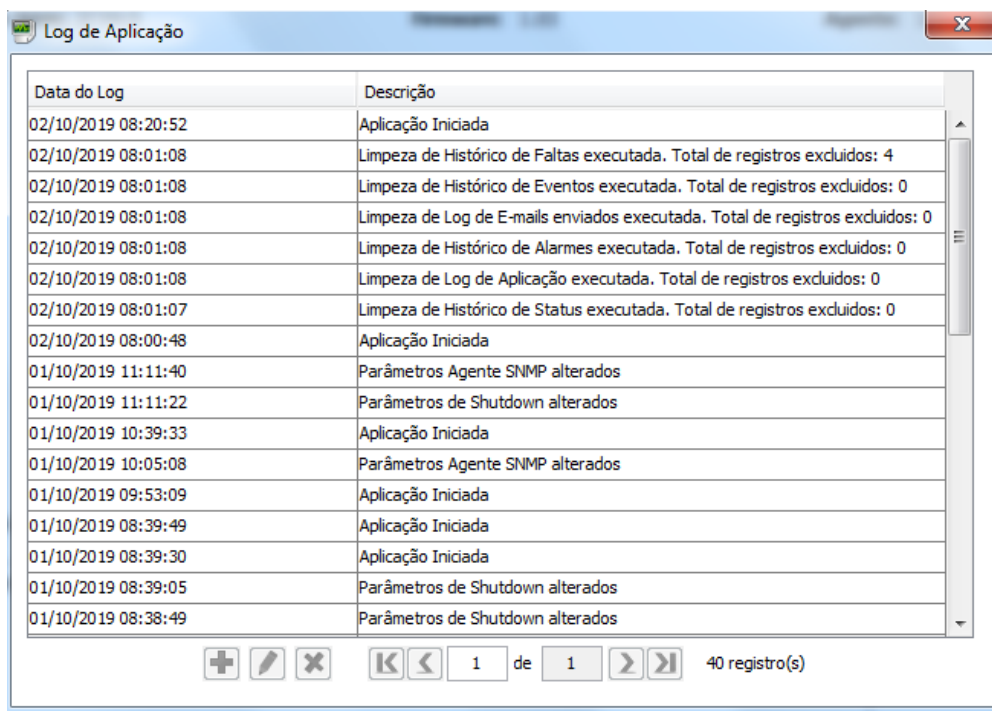 Firmware: 1.03
Log de Aplicação
Data do Log Descrição
02/10/2019 08:20:52 Aplicação Iniciada
02/10/2019 08:01:08 Limpeza de Histórico de Faltas executada. Total de registros excluidos: 4
02/10/2019 08:01:08 Limpeza de Histórico de Eventos executada. Total de registros excluidos: 0
02/10/2019 08:01:08 Limpeza de Log de E-mails enviados executada. Total de registros excluidos: 0
02/10/2019 08:01:08 Limpeza de Histórico de Alarmes executada. Total de registros excluidos: 0
02/10/2019 08:01:08 Limpeza de Log de Aplicação executada. Total de registros excluidos: 0
02/10/2019 08:01:07 Limpeza de Histórico de Status executada. Total de registros excluidos: 0
02/10/2019 08:00:48 Aplicação Iniciada
01/10/2019 11:11:40 Parâmetros Agente SNMP alterados
01/10/2019 11:11:22 Parâmetros de Shutdown alterados
01/10/2019 10:39:33 Aplicação Iniciada
01/10/2019 10:05:08 Parâmetros Agente SNMP alterados
01/10/2019 09:53:09 Aplicação Iniciada
01/10/2019 08:39:49 Aplicação Iniciada
01/10/2019 08:39:30 Aplicação Iniciada
01/10/2019 08:39:05 Parâmetros de Shutdown alterados
01/10/2019 08:38:49 Parâmetros de Shutdown alterados
1 de 1 40 registro(s)